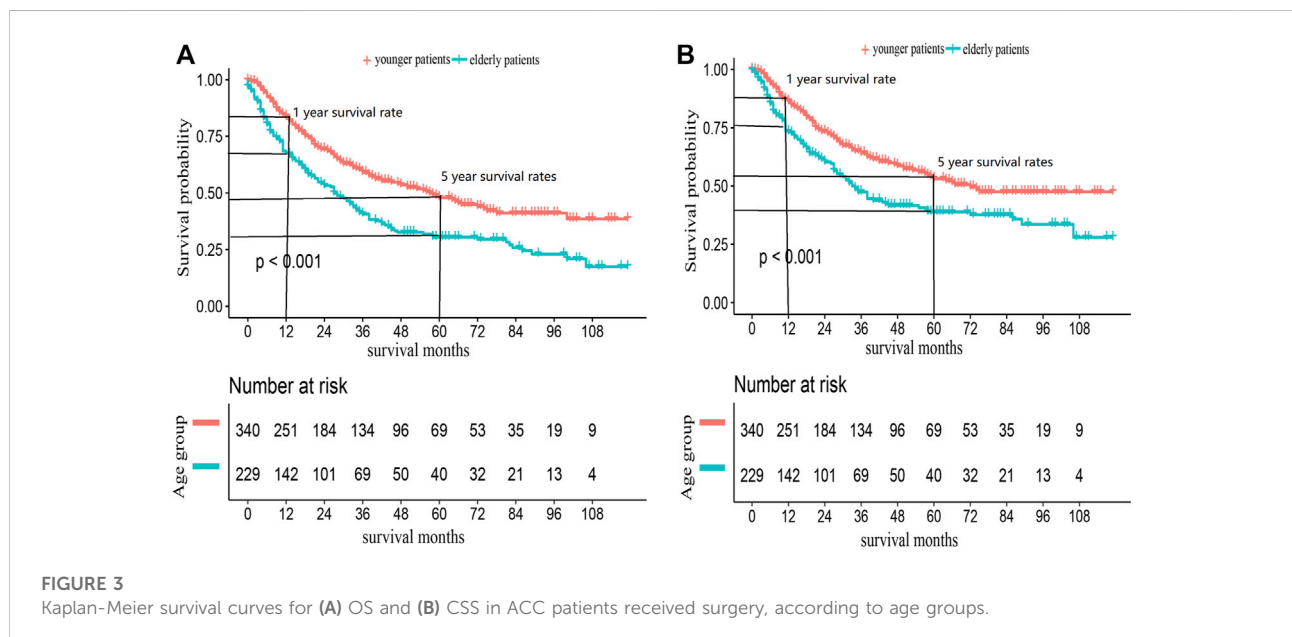 A
younger patients elderly patients
1.00
0.75
0.50
0.25
0.00
Survival probability
1 year survival rate
5 year survival rates
p < 0.001
0 12 24 36 48 60 72 84 96 108
survival months
Number at risk
Age group
340 251 184 134 96 69 53 35 19 9
229 142 101 69 50 40 32 21 13 4
0 12 24 36 48 60 72 84 96 108
survival months
B
younger patients elderly patients
1.00
0.75
0.50
0.25
0.00
Survival probability
1 year survival rate
5 year survival rates
p < 0.001
0 12 24 36 48 60 72 84 96 108
survival months
Number at risk
Age group
340 251 184 134 96 69 53 35 19 9
229 142 101 69 50 40 32 21 13 4
0 12 24 36 48 60 72 84 96 108
survival months
FIGURE 3
Kaplan-Meier survival curves for (A) OS and (B) CSS in ACC patients received surgery, according to age groups.